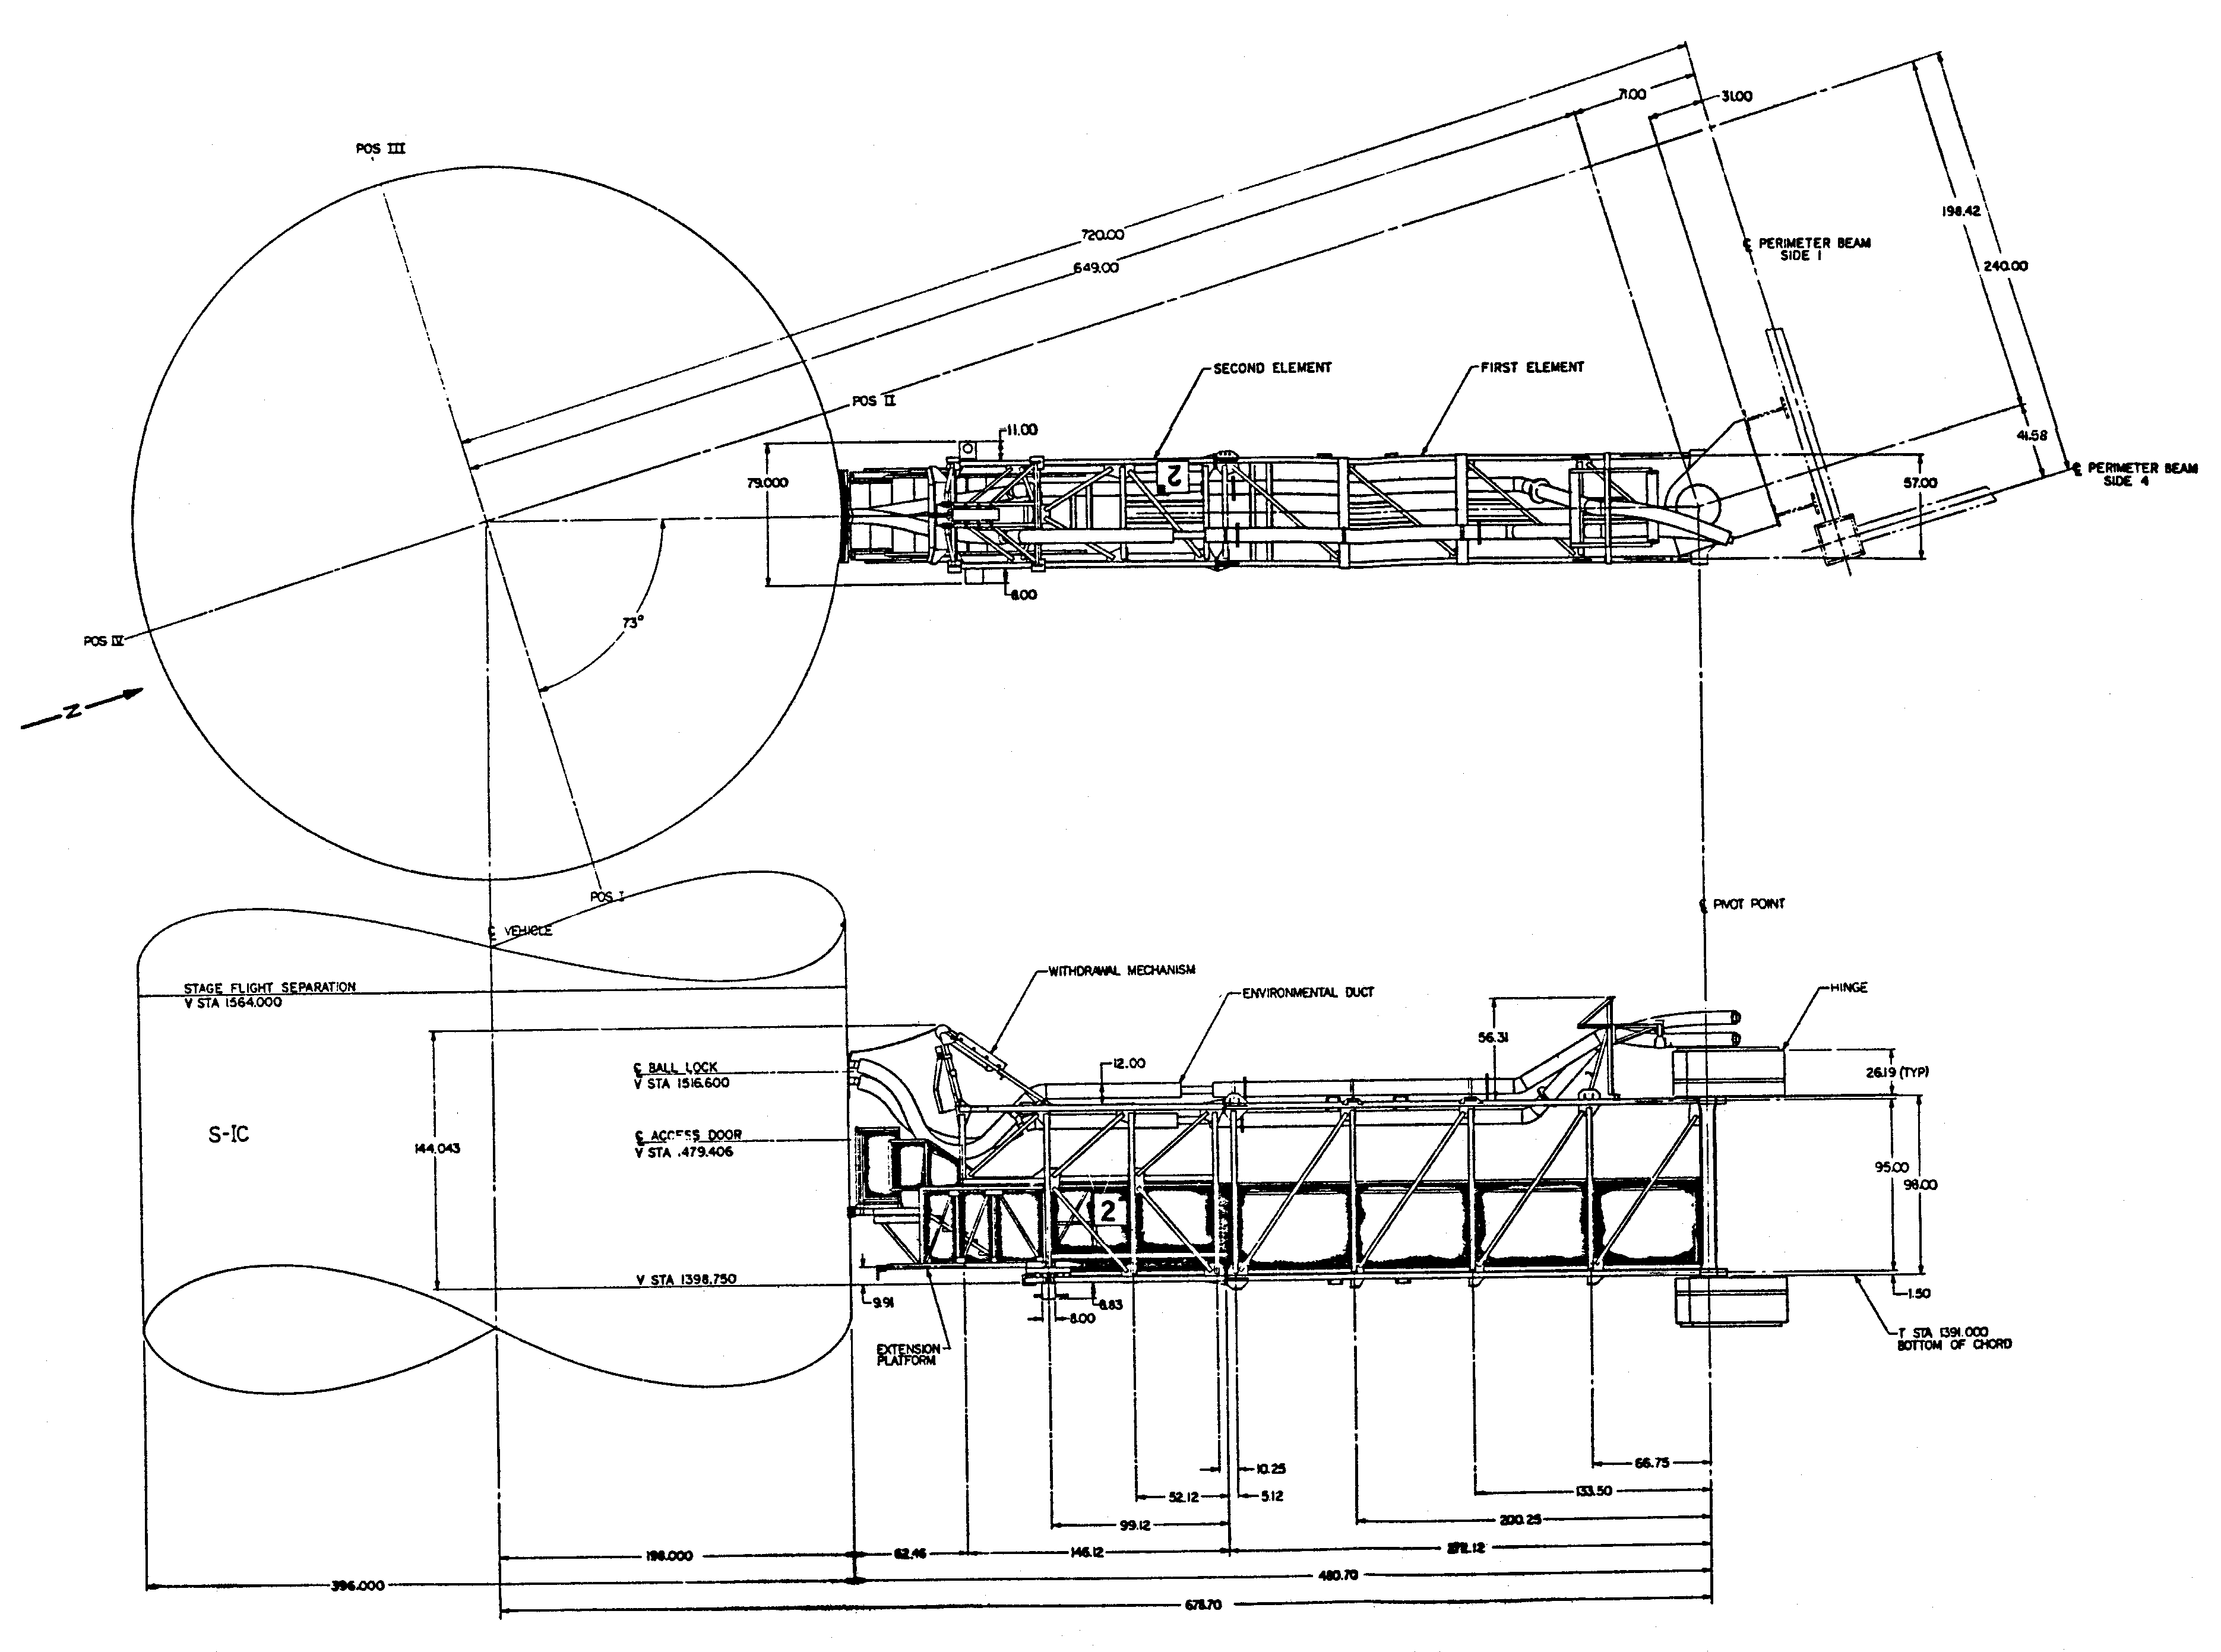 POS III
71.00
31.00
198.42
720.00
℄ PERIMETER BEAM
SIDE 1
649.00
240.00
SECOND ELEMENT
FIRST ELEMENT
POS II
11.00
41.58
℄ PERIMETER BEAM
SIDE 4
79.000
2
57.00
8.00
73°
POS IV
N
POS I
℄ PIVOT POINT
℄ VEHICLE
WITHDRAWAL MECHANISM
STAGE FLIGHT SEPARATION
V STA 1564.000
ENVIRONMENTAL DUCT
HINGE
56.31
℄ BALL LOCK
V STA 1516.600
12.00
26.19 (TYP)
S-IC
℄ ACCESS DOOR
V STA .479.406
144.043
95.00
98.00
2
V STA 1398.750
9.91
8.83
8.00
1.50
EXTENSION
PLATFORM
T STA 1391.000
BOTTOM OF CHORD
66.75
10.25
52.12
5.12
133.50
99.12
200.25
198.000
62.46
146.12
272.12
396.000
480.70
678.70